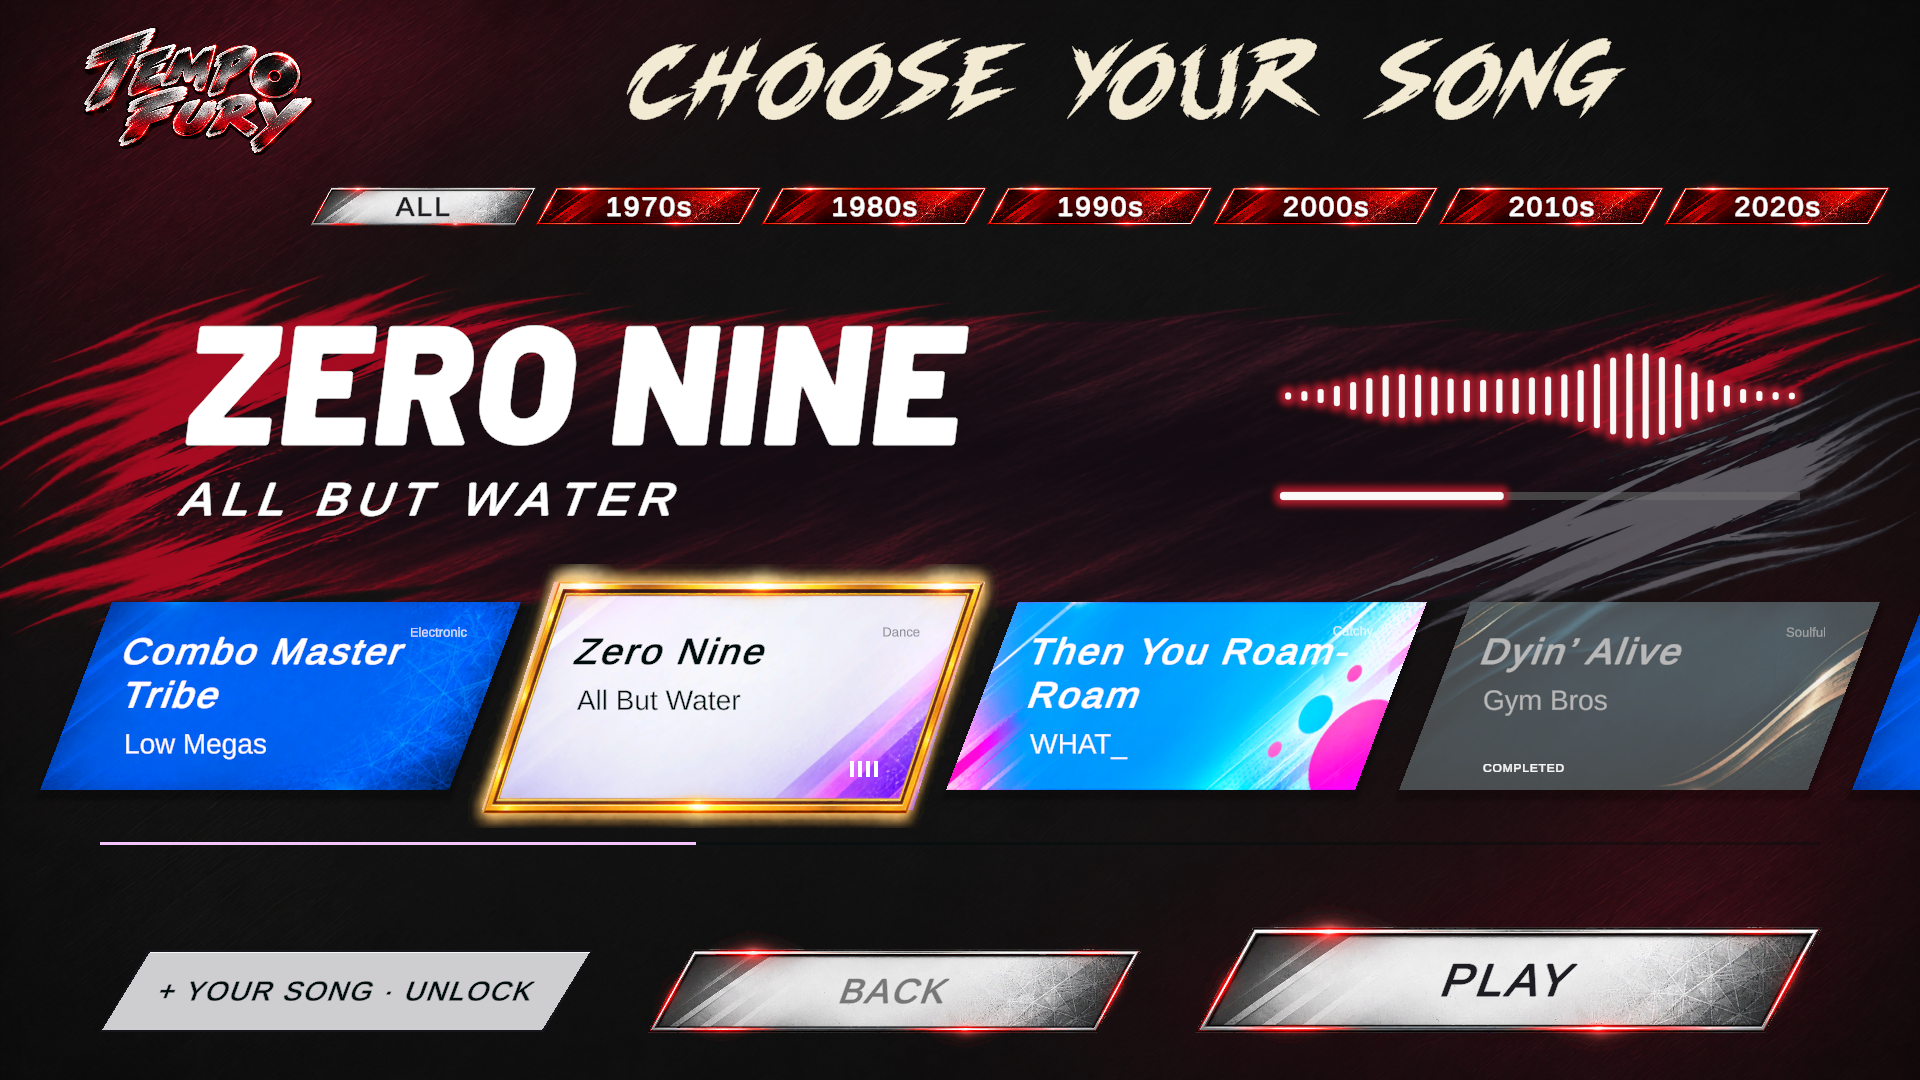 TEMPO
FURY
CHOOSE YOUR SONG
ALL
1970s
1980s
1990s
2000s
2010s
2020s
ZERO NINE
ALL BUT WATER
Combo Master
Tribe
Electronic
Low Megas
Zero Nine
Dance
All But Water
Then You Roam-
Roam
Catchy
WHAT_
Dyin’ Alive
Soulful
Gym Bros
COMPLETED
+ YOUR SONG · UNLOCK
BACK
PLAY